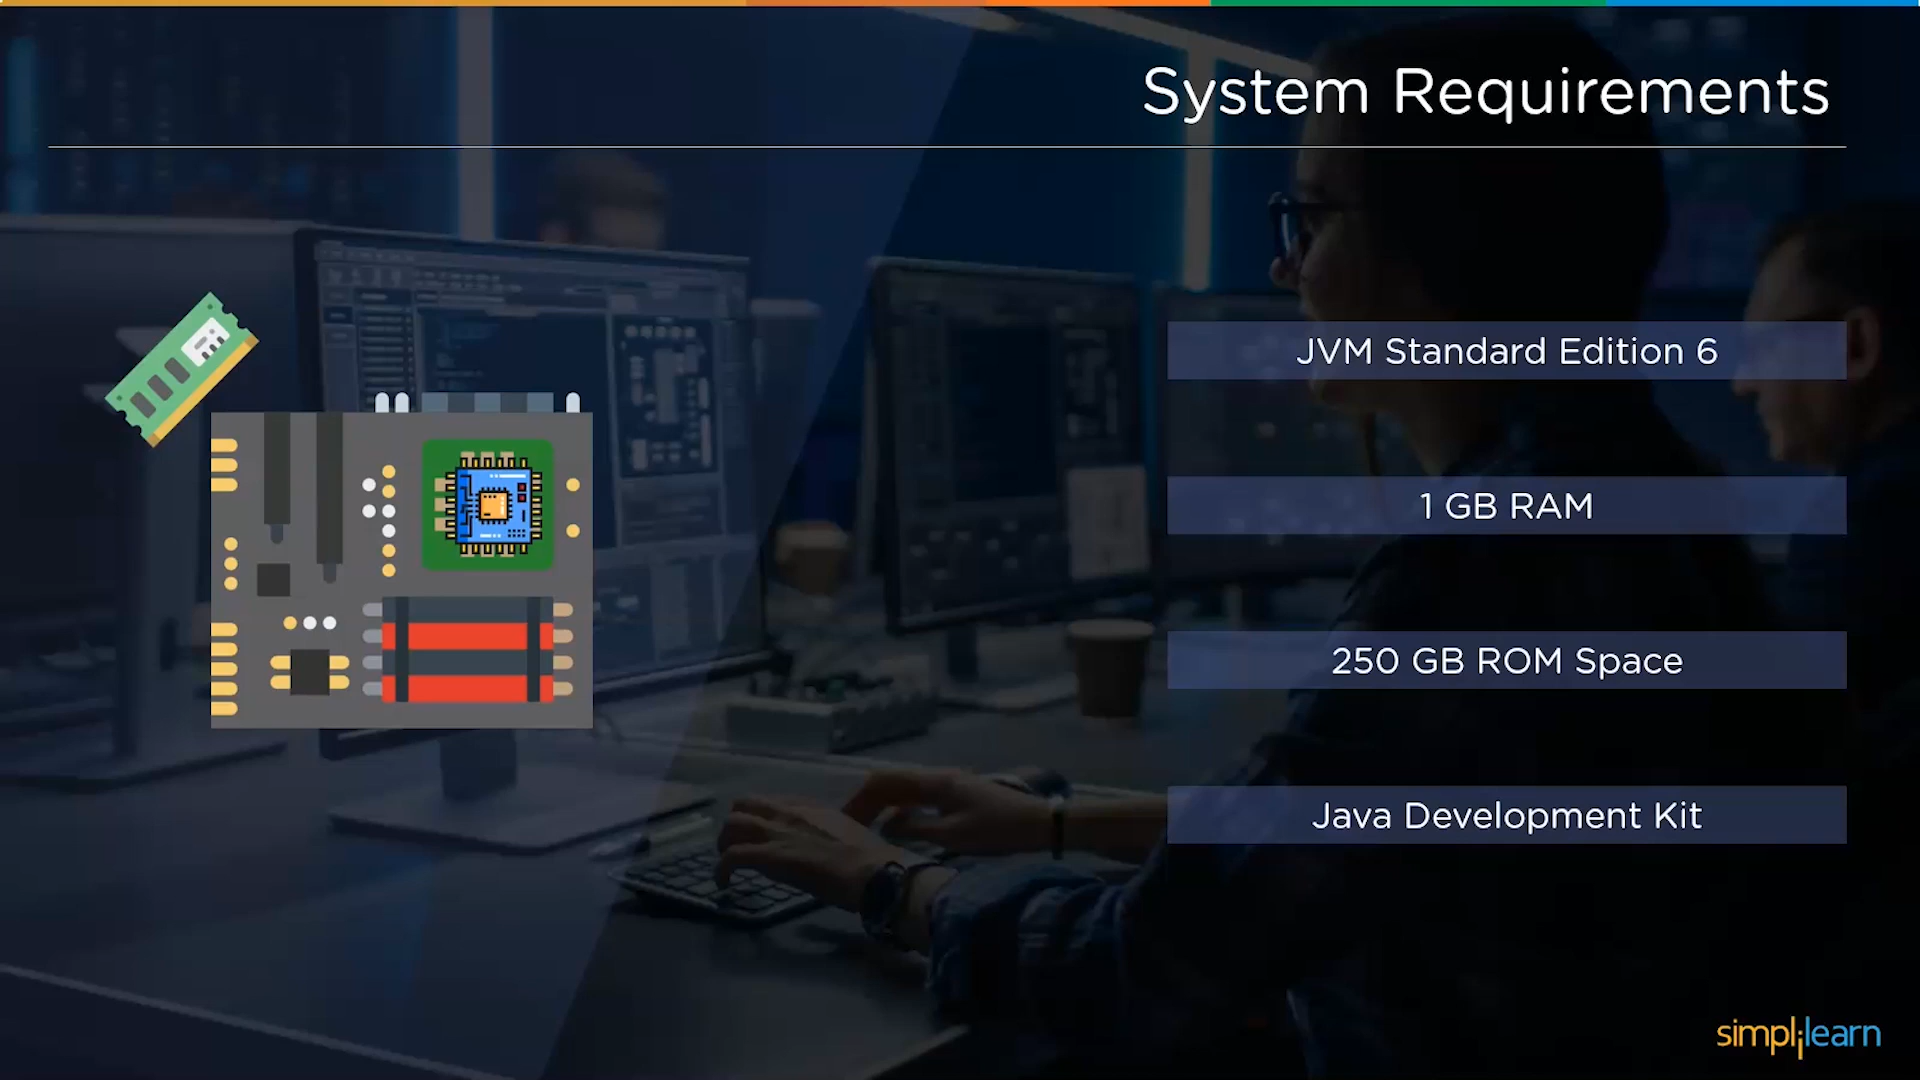 System Requirements
JVM Standard Edition 6
1 GB RAM
250 GB ROM Space
Java Development Kit
simplilearn